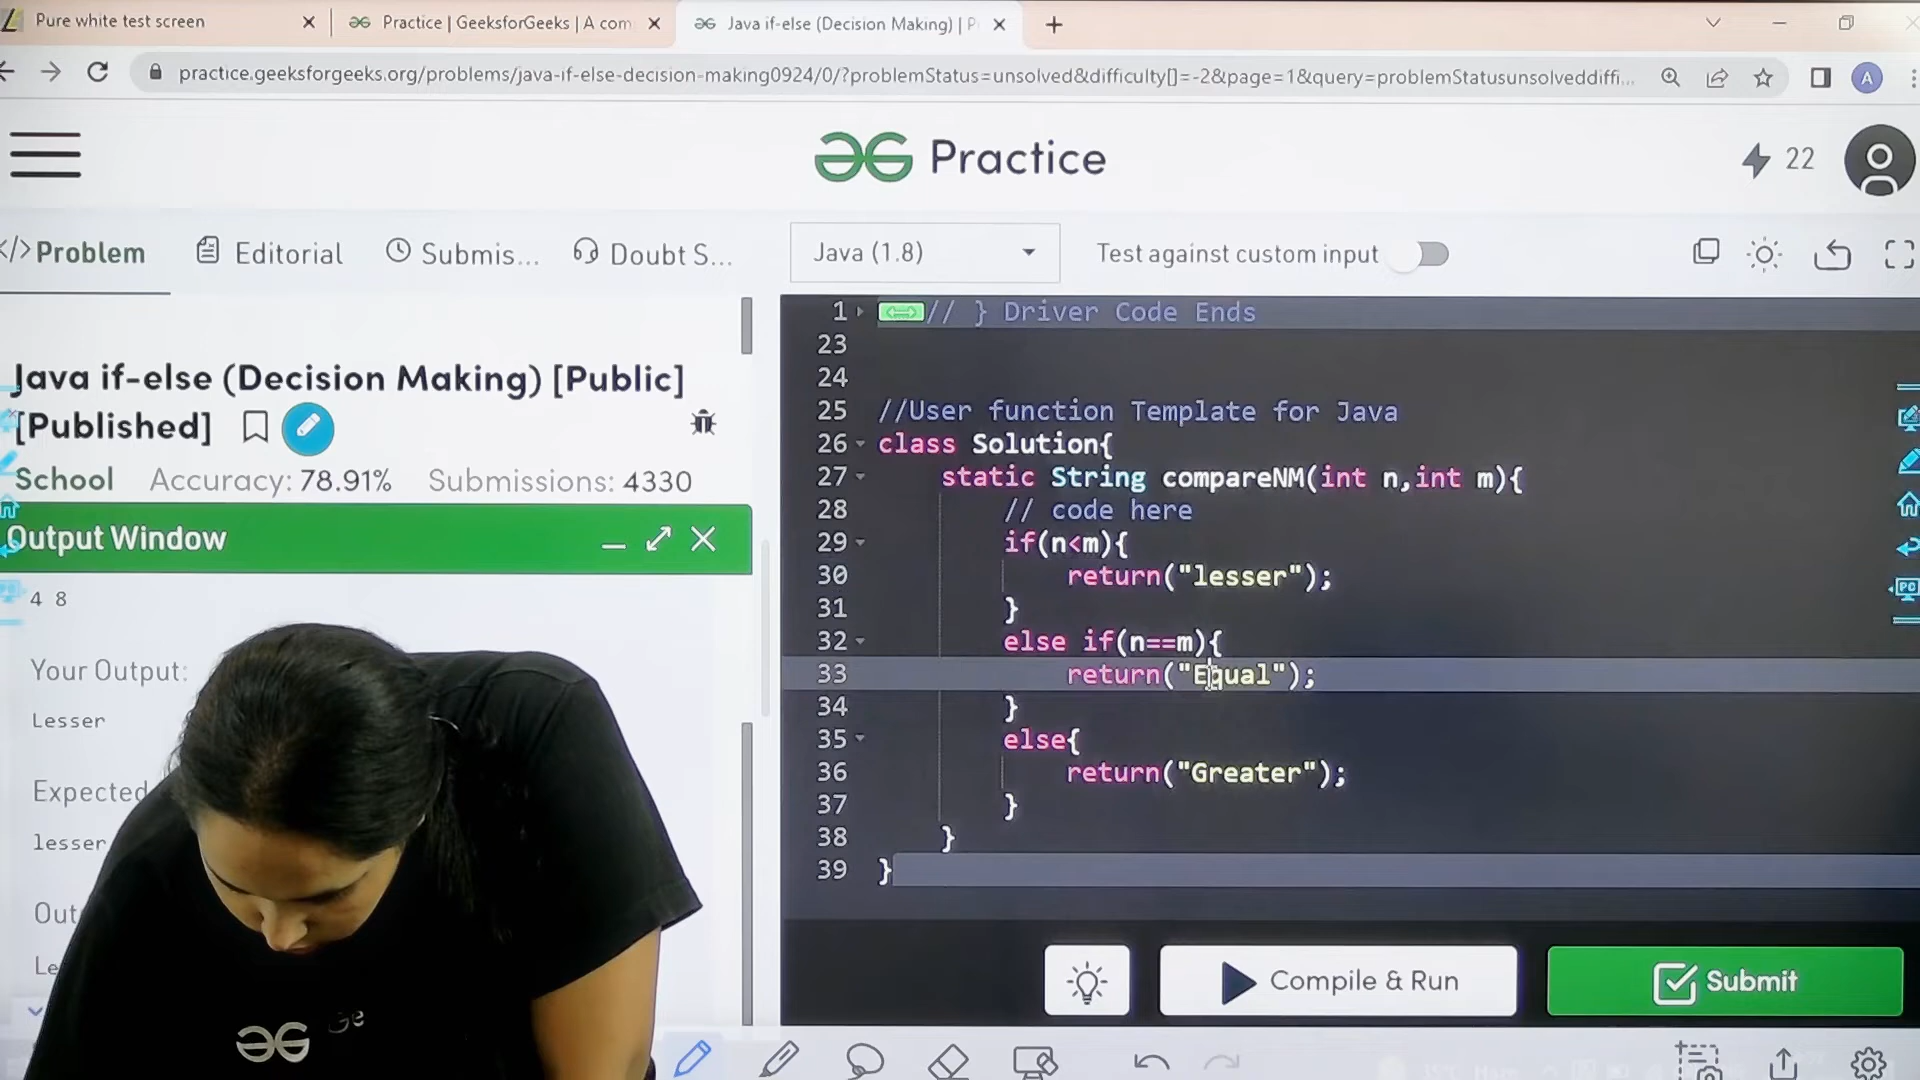 Pure white test screen
Practice | GeeksforGeeks | A com
Java if-else (Decision Making) | P
practice.geeksforgeeks.org/problems/java-if-else-decision-making0924/0/?problemStatus=unsolved&difficulty[]=-2&page=1&query=problemStatusunsolveddiffi...
A
Practice
22
</> Problem
Editorial
Submis...
Doubt S...
Java (1.8)
Test against custom input
Java if-else (Decision Making) [Public]
[Published]
School Accuracy: 78.91% Submissions: 4330
Output Window
4 8
Your Output:
Lesser
Expected
lesser
Out
Le
1 // } Driver Code Ends
23
24
25 //User function Template for Java
26 class Solution{
27 static String compareNM(int n,int m){
28 // code here
29 if(n<m){
30 return("lesser");
31 }
32 else if(n==m){
33 return("Equal");
34 }
35 else{
36 return("Greater");
37 }
38 }
39 }
Compile & Run
Submit
Ge